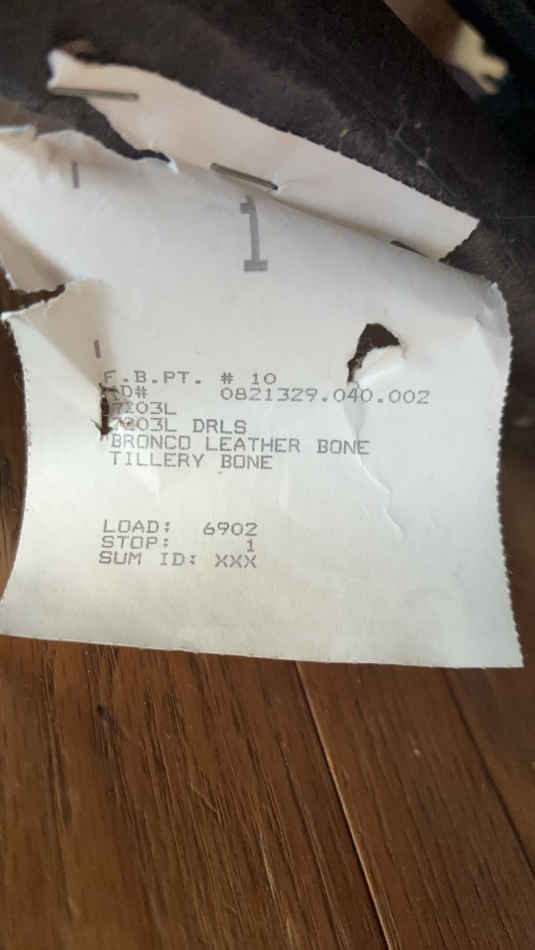 1
F.B.PT. # 10
0821329.040.002
DRLS
BRONCO LEATHER BONE
TILLERY BONE
LOAD: 6902
STOP: 1
SUM ID: XXX